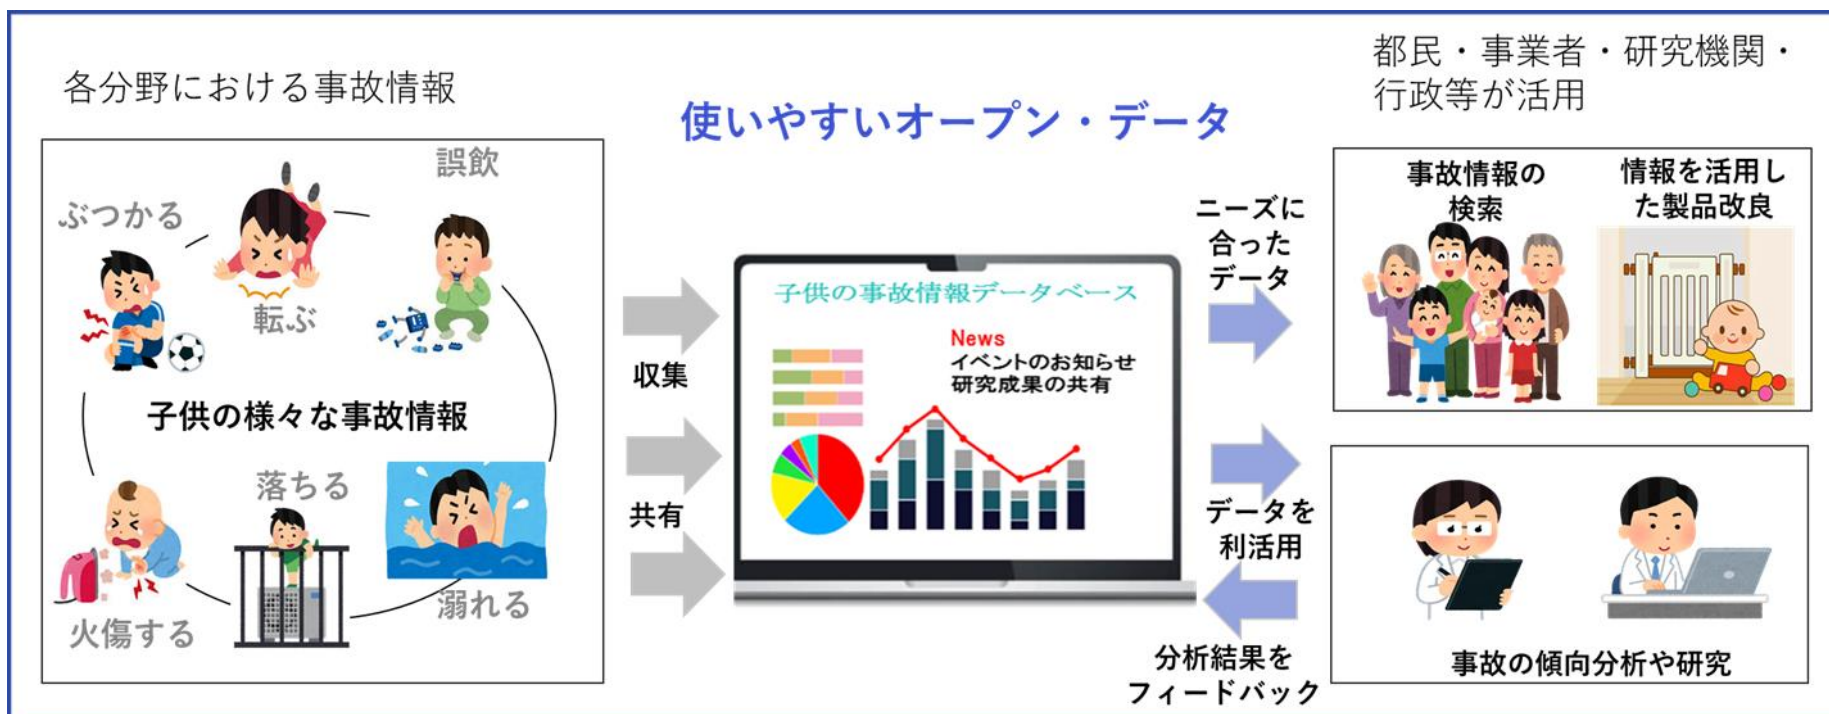 各分野における事故情報
ぶつかる
転ぶ
誤飲
子供の様々な事故情報
火傷する
落ちる
溺れる
収集
共有
使いやすいオープン・データ
子供の事故情報データベース
News
イベントのお知らせ
研究成果の共有
ニーズに
合った
データ
データを
利活用
分析結果を
フィードバック
都民・事業者・研究機関・
行政等が活用
事故情報の
検索
情報を活用し
た製品改良
事故の傾向分析や研究